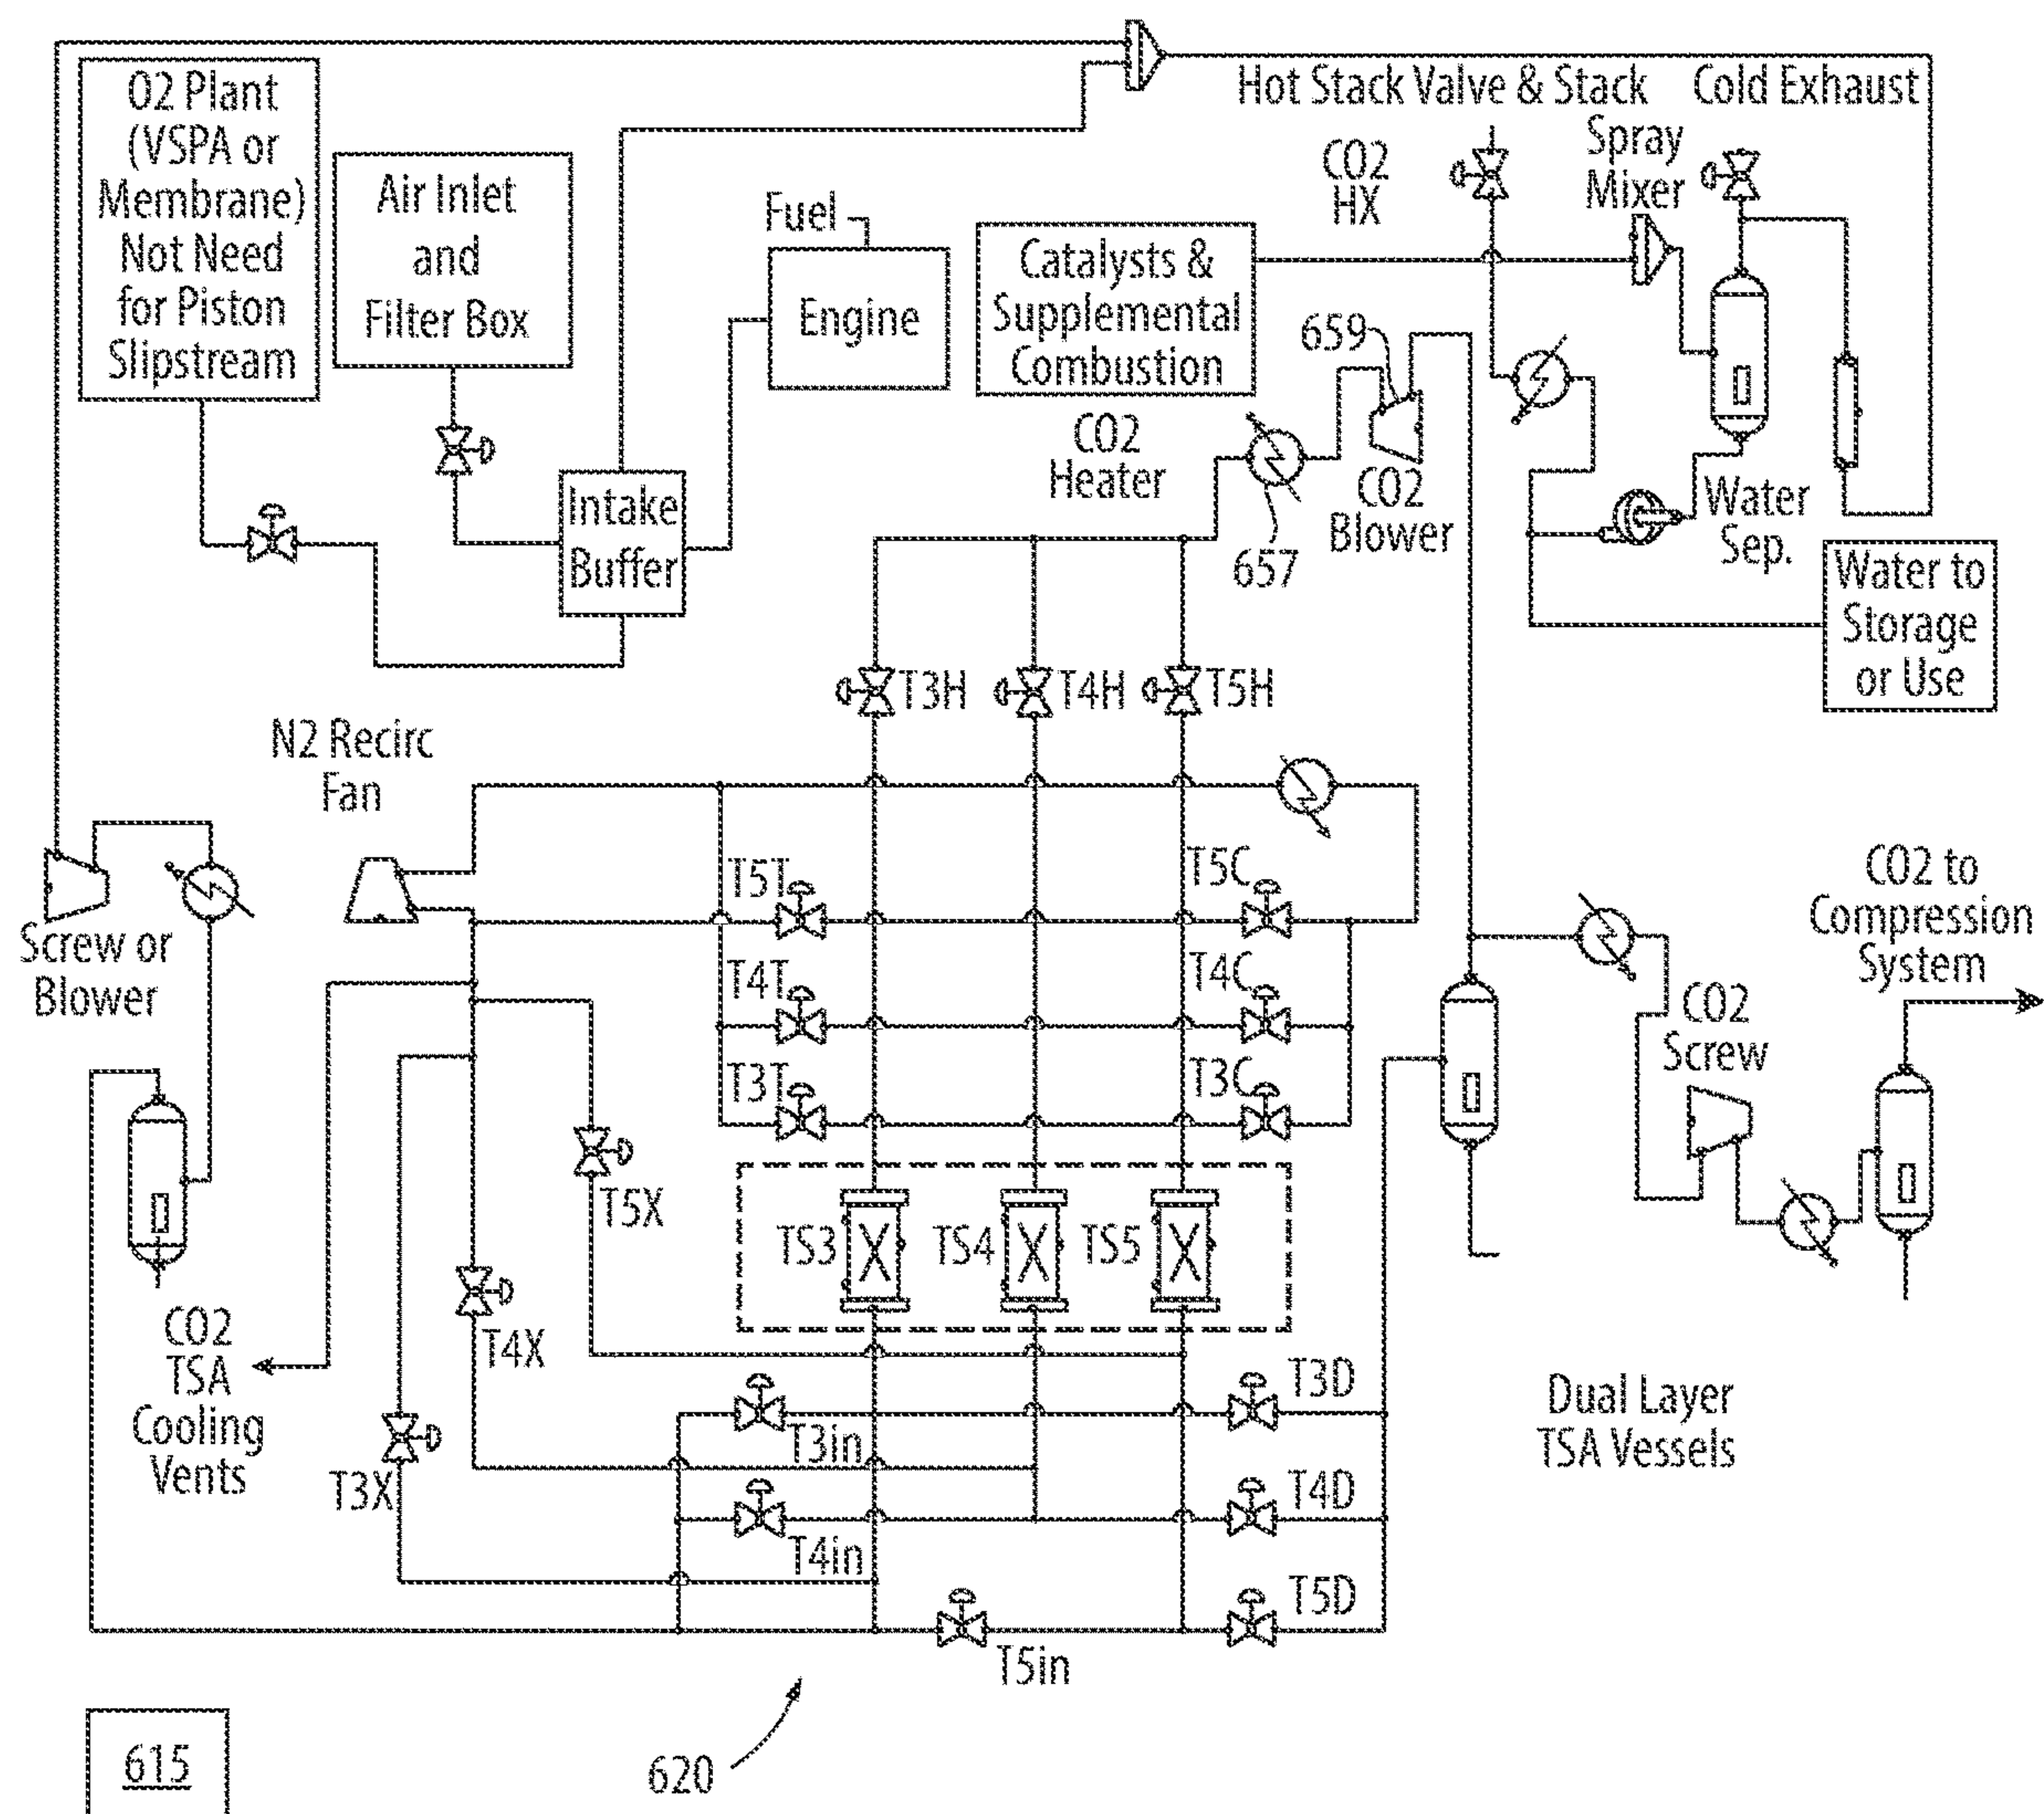 O2 Plant
(VSPA or
Membrane)
Not Need
for Piston
Slipstream
Air Inlet
and
Filter Box
Fuel
Engine
Intake
Buffer
Catalysts &
Supplemental
Combustion
Hot Stack Valve & Stack
Cold Exhaust
CO2
HX
Spray
Mixer
659
CO2
Heater
657
CO2
Blower
Water
Sep.
Water to
Storage
or Use
T3H
T4H
T5H
N2 Recirc
Fan
Screw or
Blower
T5T
T5C
T4T
T4C
T3T
T3C
CO2 to
Compression
System
CO2
Screw
T5X
TS3
TS4
TS5
T4X
CO2
TSA
Cooling
Vents
T3X
T3in
T3D
T4in
T4D
T5in
T5D
Dual Layer
TSA Vessels
615
620